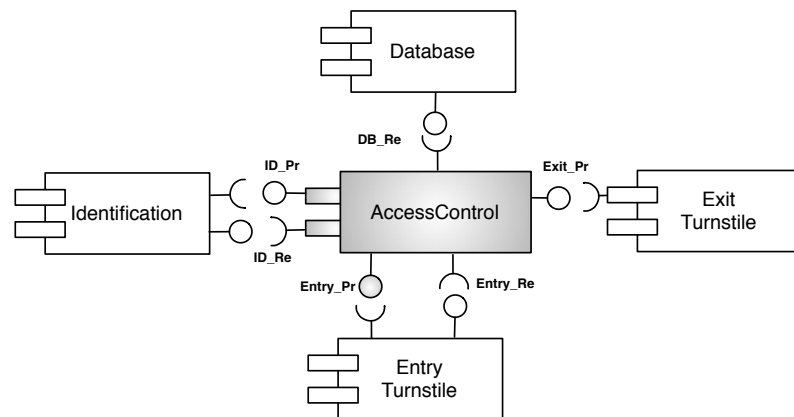 Database
DB_Re
ID_Pr
Exit_Pr
Identification
AccessControl
Exit
Turnstile
ID_Re
Entry_Pr
Entry_Re
Entry
Turnstile